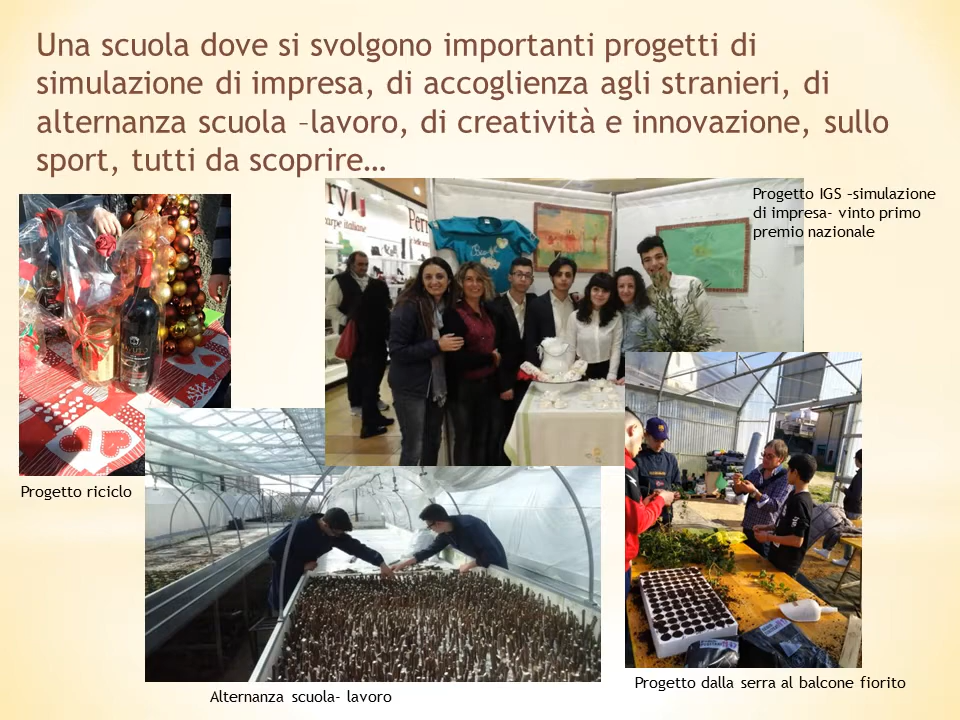 Una scuola dove si svolgono importanti progetti di
simulazione di impresa, di accoglienza agli stranieri, di
alternanza scuola –lavoro, di creatività e innovazione, sullo
sport, tutti da scoprire…
Progetto IGS –simulazione
di impresa- vinto primo
premio nazionale
Progetto riciclo
Alternanza scuola- lavoro
Progetto dalla serra al balcone fiorito